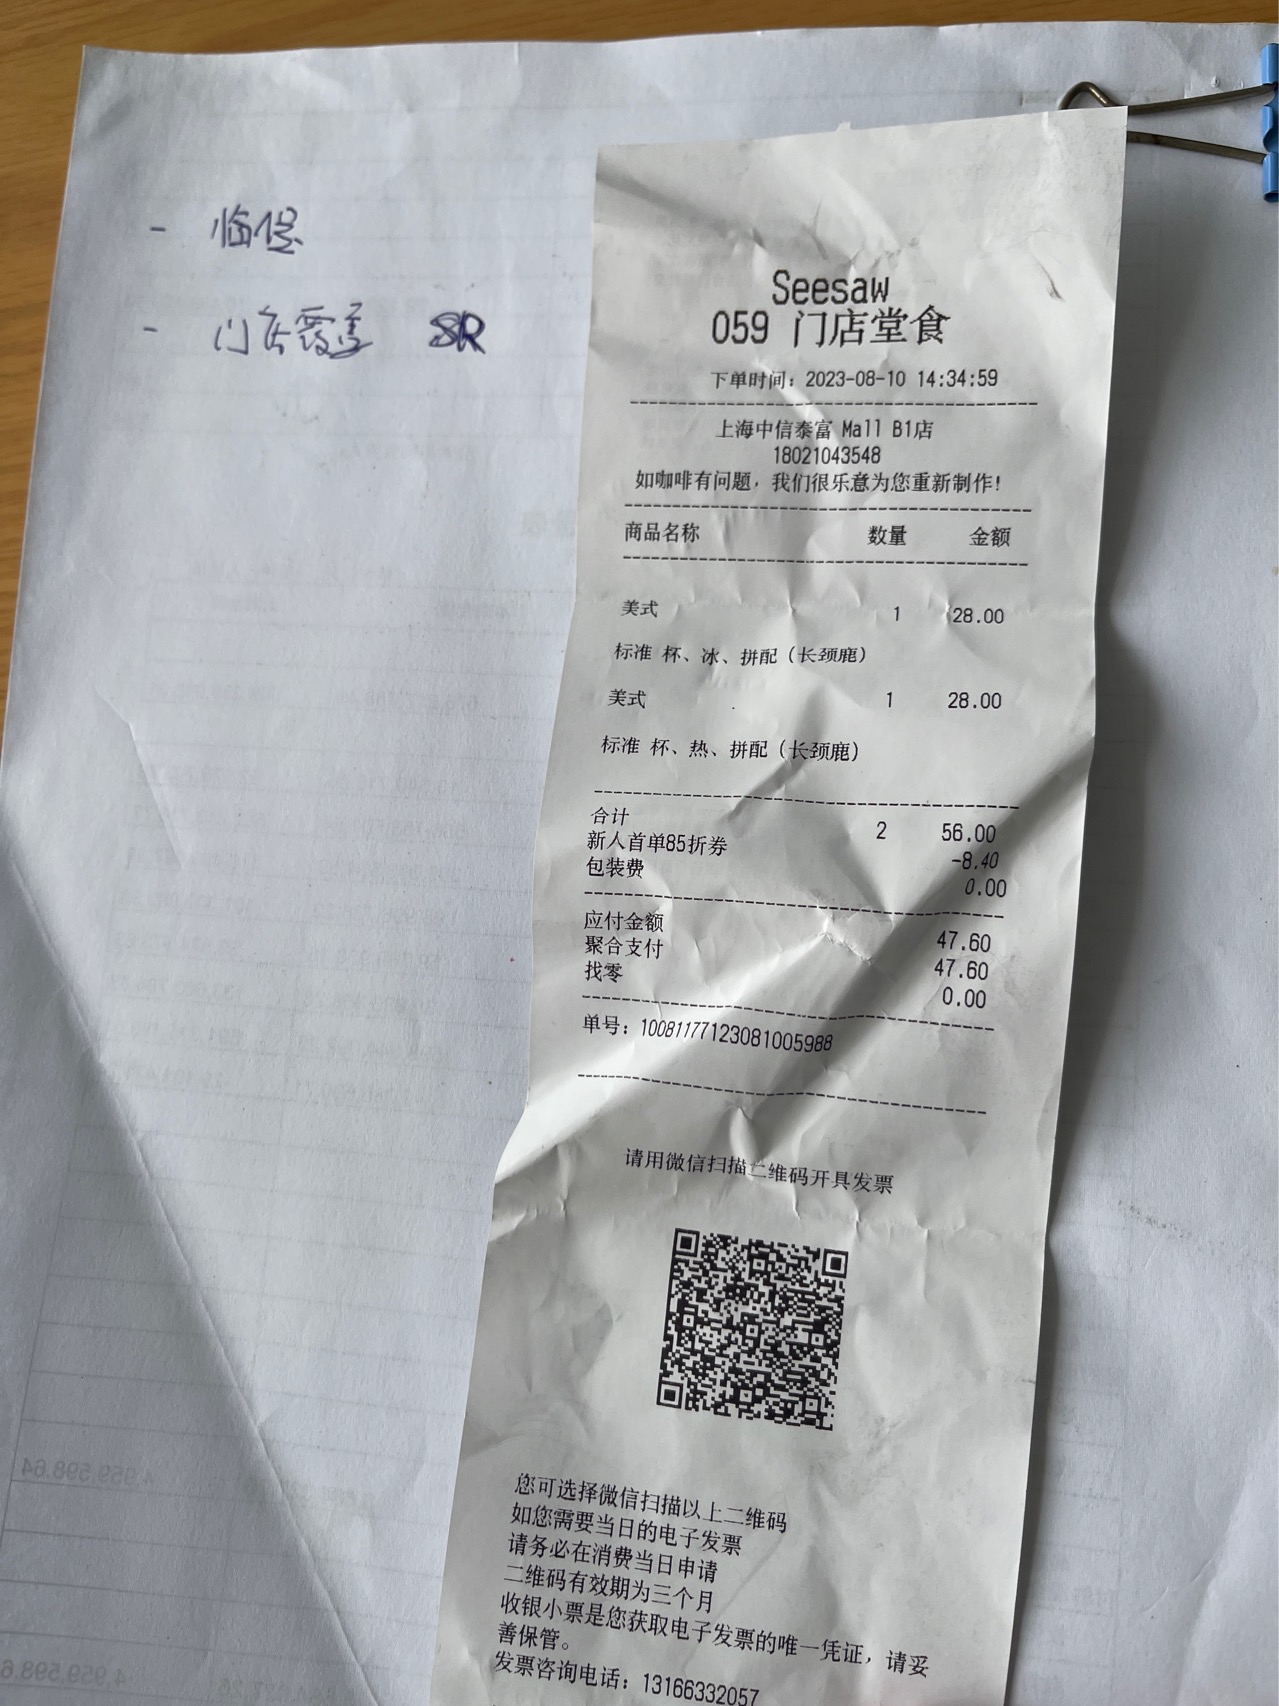 - 临保
- 门店零售 SR
Seesaw
059 门店堂食
下单时间：2023-08-10 14:34:59
上海中信泰富 Mall B1店
18021043548
如咖啡有问题，我们很乐意为您重新制作！
商品名称 数量 金额
美式 1 28.00
标准 杯、冰、拼配（长颈鹿）
美式 1 28.00
标准 杯、热、拼配（长颈鹿）
合计 2 56.00
新人首单85折券 -8.40
包装费 0.00
应付金额 47.60
聚合支付 47.60
找零 0.00
单号：10081177123081005988
请用微信扫描二维码开具发票
您可选择微信扫描以上二维码
如您需要当日的电子发票
请务必在消费当日申请
二维码有效期为三个月
收银小票是您获取电子发票的唯一凭证，请妥
善保管。
发票咨询电话：13166332057
4,959,598.64